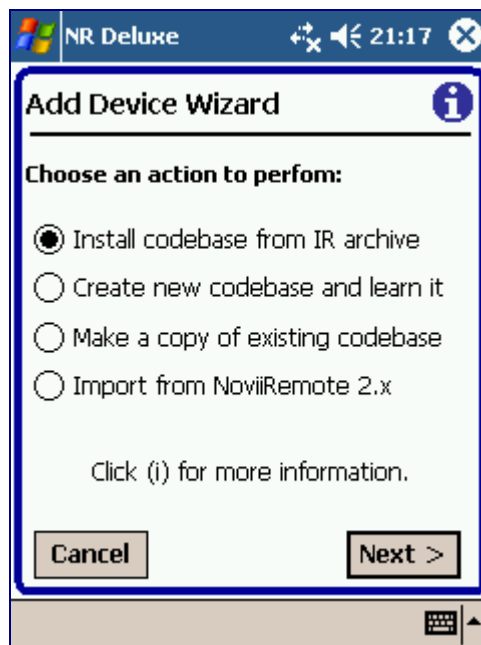 NR Deluxe 21:17
Add Device Wizard
Choose an action to perfom:
Install codebase from IR archive
Create new codebase and learn it
Make a copy of existing codebase
Import from NoviiRemote 2.x
Click (i) for more information.
Cancel Next >